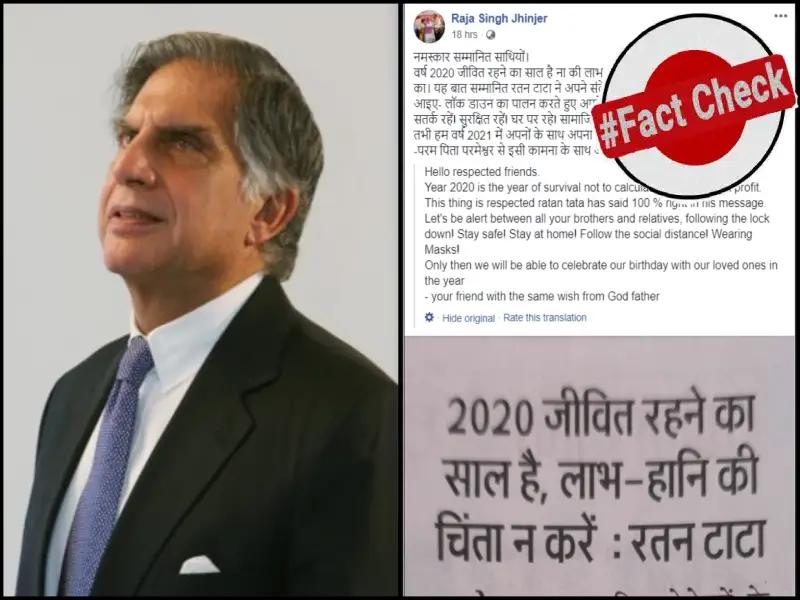 Raja Singh Jhinjer
18 hrs
नमस्कार सम्मानित साथियों।
वर्ष 2020 जीवित रहने का साल है ना की लाभ
का। यह बात सम्मानित रतन टाटा ने अपने
आइए- लॉक डाउन का पालन करते हुए
सतर्क रहें! सुरक्षित रहें! घर पर रहे!
तभी हम वर्ष 2021 में अपनों के साथ अपना
-परम पिता परमेश्वर से इसी कामना के साथ
#Fact Check
Hello respected friends.
Year 2020 is the year of survival not to profit.
This thing is respected ratan tata has said 100 % his message.
Let's be alert between all your brothers and relatives, following the lock
down! Stay safe! Stay at home! Follow the social distance! Wearing
Masks!
Only then we will be able to celebrate our birthday with our loved ones in
the year
- your friend with the same wish from God father
Hide original · Rate this translation
2020 जीवित रहने का
साल है, लाभ-हानि की
चिंता न करें : रतन टाटा